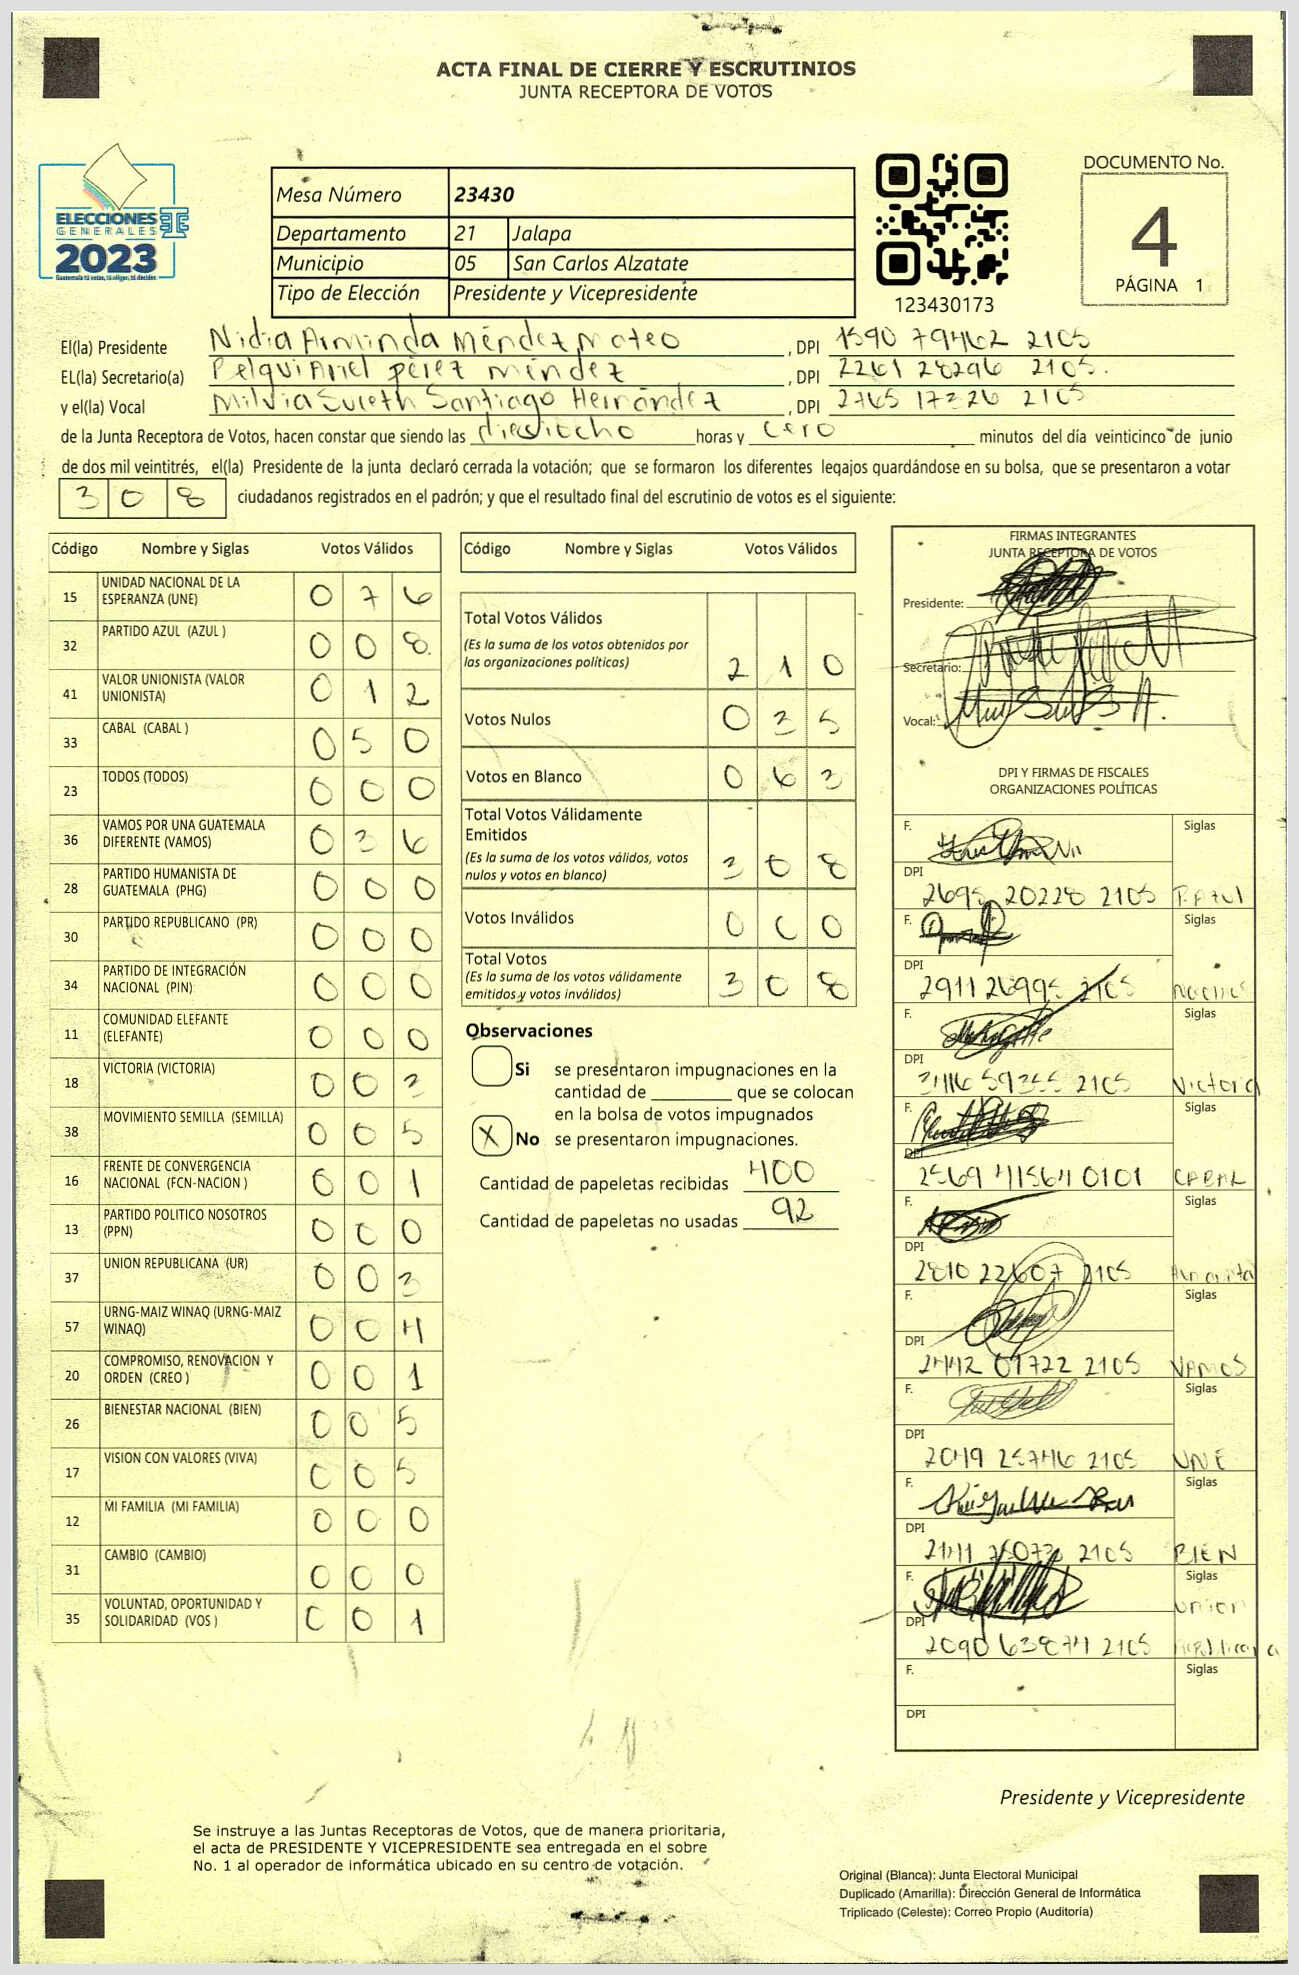 ACTA FINAL DE CIERRE Y ESCRUTINIOS
JUNTA RECEPTORA DE VOTOS
ELECCIONES
GENERALES
2023
Guatemala tú votas, tú eliges, tú decides
Mesa Número 23430
Departamento 21 Jalapa
Municipio 05 San Carlos Alzatate
Tipo de Elección Presidente y Vicepresidente
123430173
DOCUMENTO No.
4
PÁGINA 1
El(la) Presidente Nidia Arminda Méndez Mateo , DPI 1590 79462 2105
EL(la) Secretario(a) Pelqui Ariel pérez méndez , DPI 2261 28296 2105.
y el(la) Vocal Milvia Sureth Santiago Hernández , DPI 2765 17226 2105
de la Junta Receptora de Votos, hacen constar que siendo las dieciocho horas y cero minutos del día veinticinco de junio
de dos mil veintitrés, el(la) Presidente de la junta declaró cerrada la votación; que se formaron los diferentes legajos guardándose en su bolsa, que se presentaron a votar
308 ciudadanos registrados en el padrón; y que el resultado final del escrutinio de votos es el siguiente:
Código Nombre y Siglas Votos Válidos
15 UNIDAD NACIONAL DE LA ESPERANZA (UNE) 0 7 6
32 PARTIDO AZUL (AZUL ) 0 0 8
41 VALOR UNIONISTA (VALOR UNIONISTA) 0 1 2
33 CABAL (CABAL ) 0 5 0
23 TODOS (TODOS) 0 0 0
36 VAMOS POR UNA GUATEMALA DIFERENTE (VAMOS) 0 3 6
28 PARTIDO HUMANISTA DE GUATEMALA (PHG) 0 0 0
30 PARTIDO REPUBLICANO (PR) 0 0 0
34 PARTIDO DE INTEGRACIÓN NACIONAL (PIN) 0 0 0
11 COMUNIDAD ELEFANTE (ELEFANTE) 0 0 0
18 VICTORIA (VICTORIA) 0 0 3
38 MOVIMIENTO SEMILLA (SEMILLA) 0 0 5
16 FRENTE DE CONVERGENCIA NACIONAL (FCN-NACION ) 0 0 1
13 PARTIDO POLITICO NOSOTROS (PPN) 0 0 0
37 UNION REPUBLICANA (UR) 0 0 3
57 URNG-MAIZ WINAQ (URNG-MAIZ WINAQ) 0 0 4
20 COMPROMISO, RENOVACION Y ORDEN (CREO ) 0 0 1
26 BIENESTAR NACIONAL (BIEN) 0 0 5
17 VISION CON VALORES (VIVA) 0 0 5
12 MI FAMILIA (MI FAMILIA) 0 0 0
31 CAMBIO (CAMBIO) 0 0 0
35 VOLUNTAD, OPORTUNIDAD Y SOLIDARIDAD (VOS ) 0 0 1
Código Nombre y Siglas Votos Válidos
Total Votos Válidos
(Es la suma de los votos obtenidos por
las organizaciones políticas) 2 1 0
Votos Nulos 0 3 5
Votos en Blanco 0 6 3
Total Votos Válidamente
Emitidos
(Es la suma de los votos válidos, votos
nulos y votos en blanco) 3 0 8
Votos Inválidos 0 0 0
Total Votos
(Es la suma de los votos válidamente
emitidos y votos inválidos) 3 0 8
Observaciones
Si se presentaron impugnaciones en la
cantidad de ________ que se colocan
en la bolsa de votos impugnados
X No se presentaron impugnaciones.
Cantidad de papeletas recibidas 400
Cantidad de papeletas no usadas 92
FIRMAS INTEGRANTES
JUNTA RECEPTORA DE VOTOS
Presidente:
Secretario:
Vocal:
DPI Y FIRMAS DE FISCALES
ORGANIZACIONES POLÍTICAS
F. Siglas
DPI
2695 20228 2105 P. Azul
F. Siglas
DPI
2911 26995 2105
F. Siglas
DPI
3116 59355 2105 Victoria
F. Siglas
DPI
2569 41564 0101 CABAL
F. Siglas
DPI
2810 22607 2105
F. Siglas
DPI
2442 01722 2105 VAMOS
F. Siglas
DPI
2049 25746 2105 UNE
F. Siglas
DPI
2105 BIEN
F. Siglas
Union
DPI
2090 63874 2105 Republicana
F. Siglas
DPI
Presidente y Vicepresidente
Se instruye a las Juntas Receptoras de Votos, que de manera prioritaria,
el acta de PRESIDENTE Y VICEPRESIDENTE sea entregada en el sobre
No. 1 al operador de informática ubicado en su centro de votación.
Original (Blanca): Junta Electoral Municipal
Duplicado (Amarilla): Dirección General de Informática
Triplicado (Celeste): Correo Propio (Auditoria)